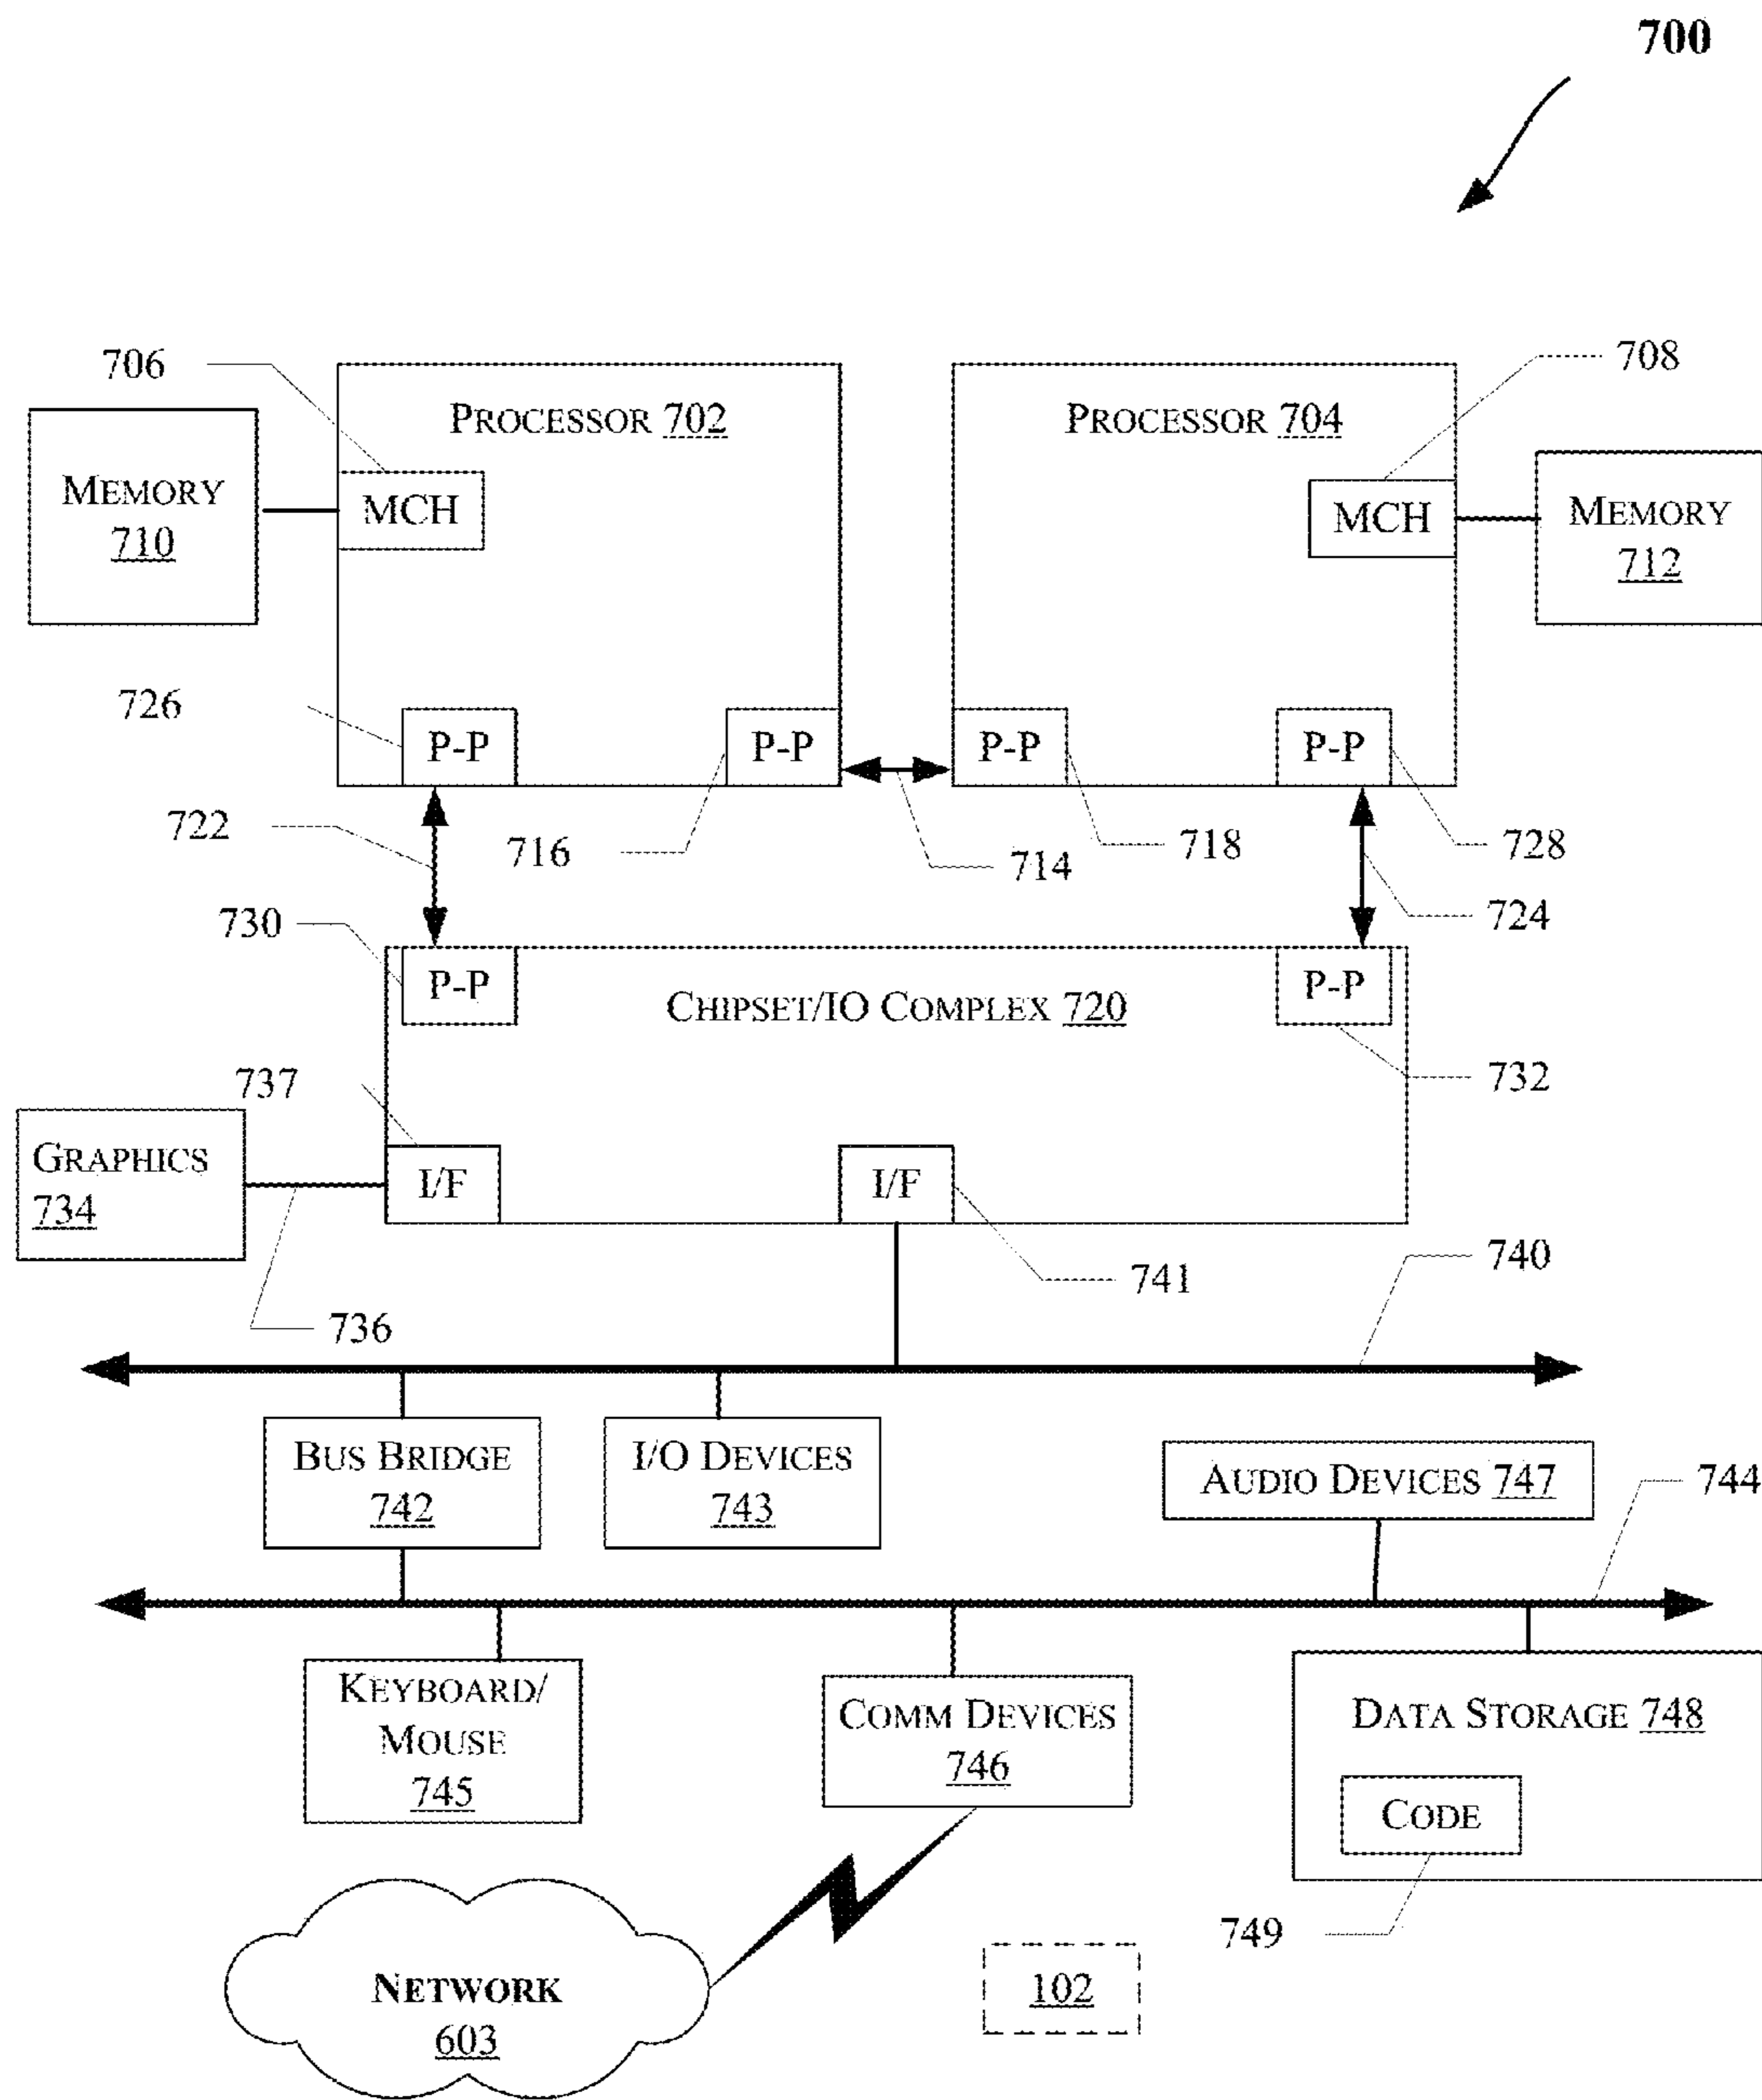 700
706
708
PROCESSOR 702
PROCESSOR 704
MEMORY
710
MCH
MCH
MEMORY
712
726
P-P
P-P
P-P
P-P
722
716
714
718
728
724
730
P-P
CHIPSET/IO COMPLEX 720
P-P
732
737
GRAPHICS
734
I/F
I/F
741
740
736
BUS BRIDGE
742
I/O DEVICES
743
AUDIO DEVICES 747
744
KEYBOARD/
MOUSE
745
COMM DEVICES
746
DATA STORAGE 748
CODE
749
NETWORK
603
102